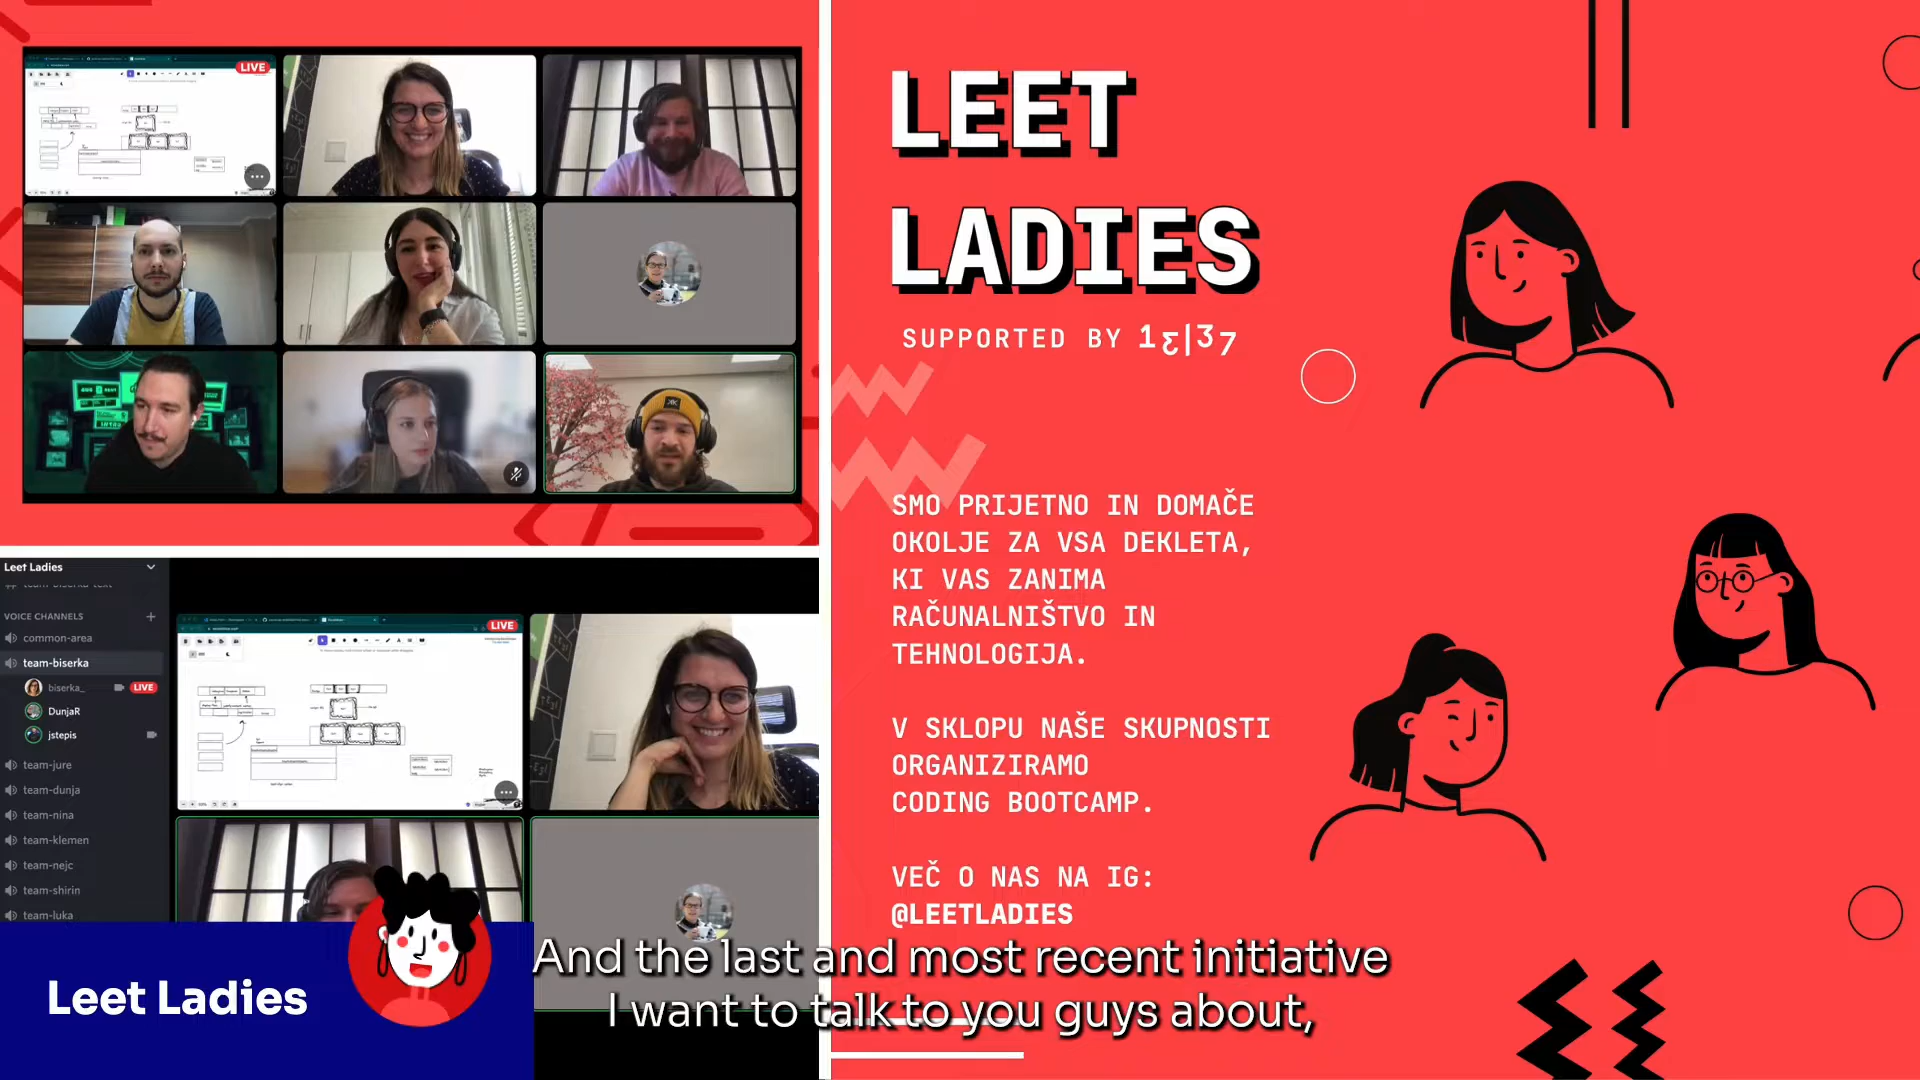 LIVE
LEET
LADIES
SUPPORTED BY 1Ƹ|37
SMO PRIJETNO IN DOMAČE
OKOLJE ZA VSA DEKLETA,
KI VAS ZANIMA
RAČUNALNIŠTVO IN
TEHNOLOGIJA.
V SKLOPU NAŠE SKUPNOSTI
ORGANIZIRAMO
CODING BOOTCAMP.
VEČ O NAS NA IG:
@LEETLADIES
Leet Ladies
VOICE CHANNELS
common-area
team-biserka
biserka_ LIVE
DunjaR
jstepis
team-jure
team-dunja
team-nina
team-klemen
team-nejc
team-shirin
team-luka
LIVE
Leet Ladies
And the last and most recent initiative
I want to talk to you guys about,